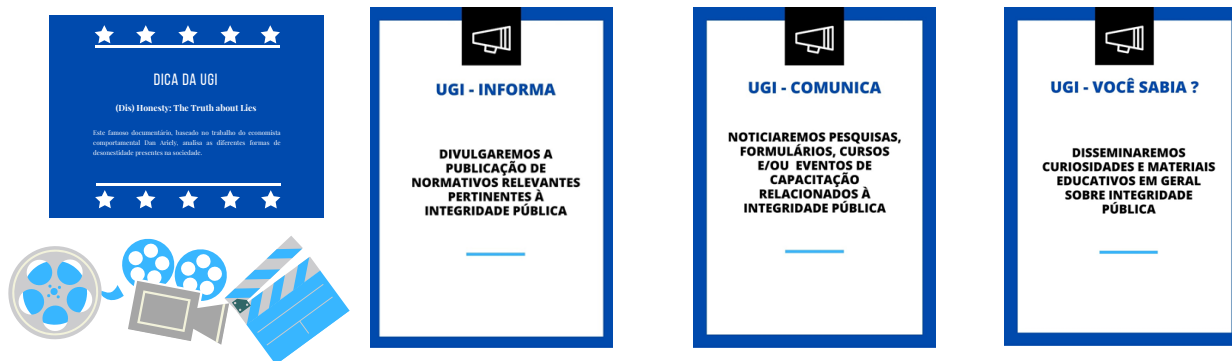 DICA DA UGI
(Dis) Honesty: The Truth about Lies
Este famoso documentário, baseado no trabalho do economista
comportamental Dan Ariely, analisa as diferentes formas de
desonestidade presentes na sociedade.
UGI - INFORMA
DIVULGAREMOS A
PUBLICAÇÃO DE
NORMATIVOS RELEVANTES
PERTINENTES À
INTEGRIDADE PÚBLICA
UGI - COMUNICA
NOTICIAREMOS PESQUISAS,
FORMULÁRIOS, CURSOS
E/OU EVENTOS DE
CAPACITAÇÃO
RELACIONADOS À
INTEGRIDADE PÚBLICA
UGI - VOCÊ SABIA ?
DISSEMINAREMOS
CURIOSIDADES E MATERIAIS
EDUCATIVOS EM GERAL
SOBRE INTEGRIDADE
PÚBLICA